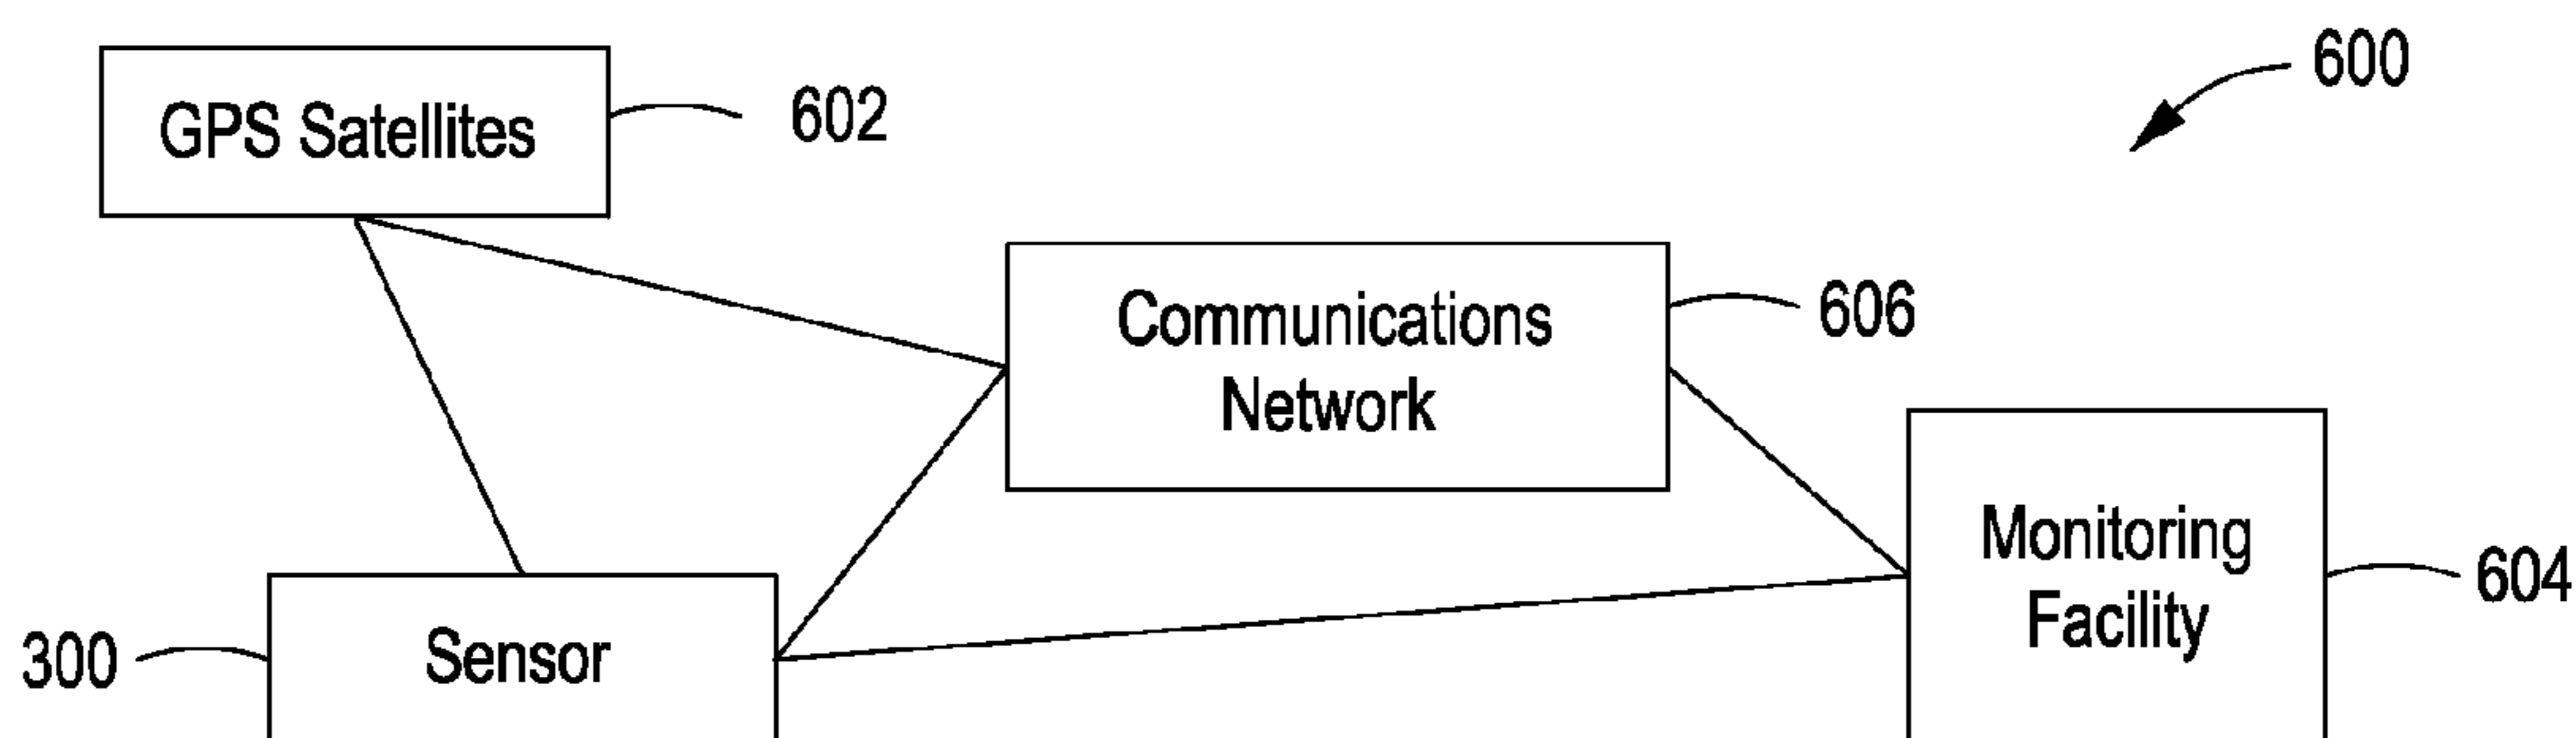 600
GPS Satellites
602
Communications
Network
606
Monitoring
Facility
604
300
Sensor